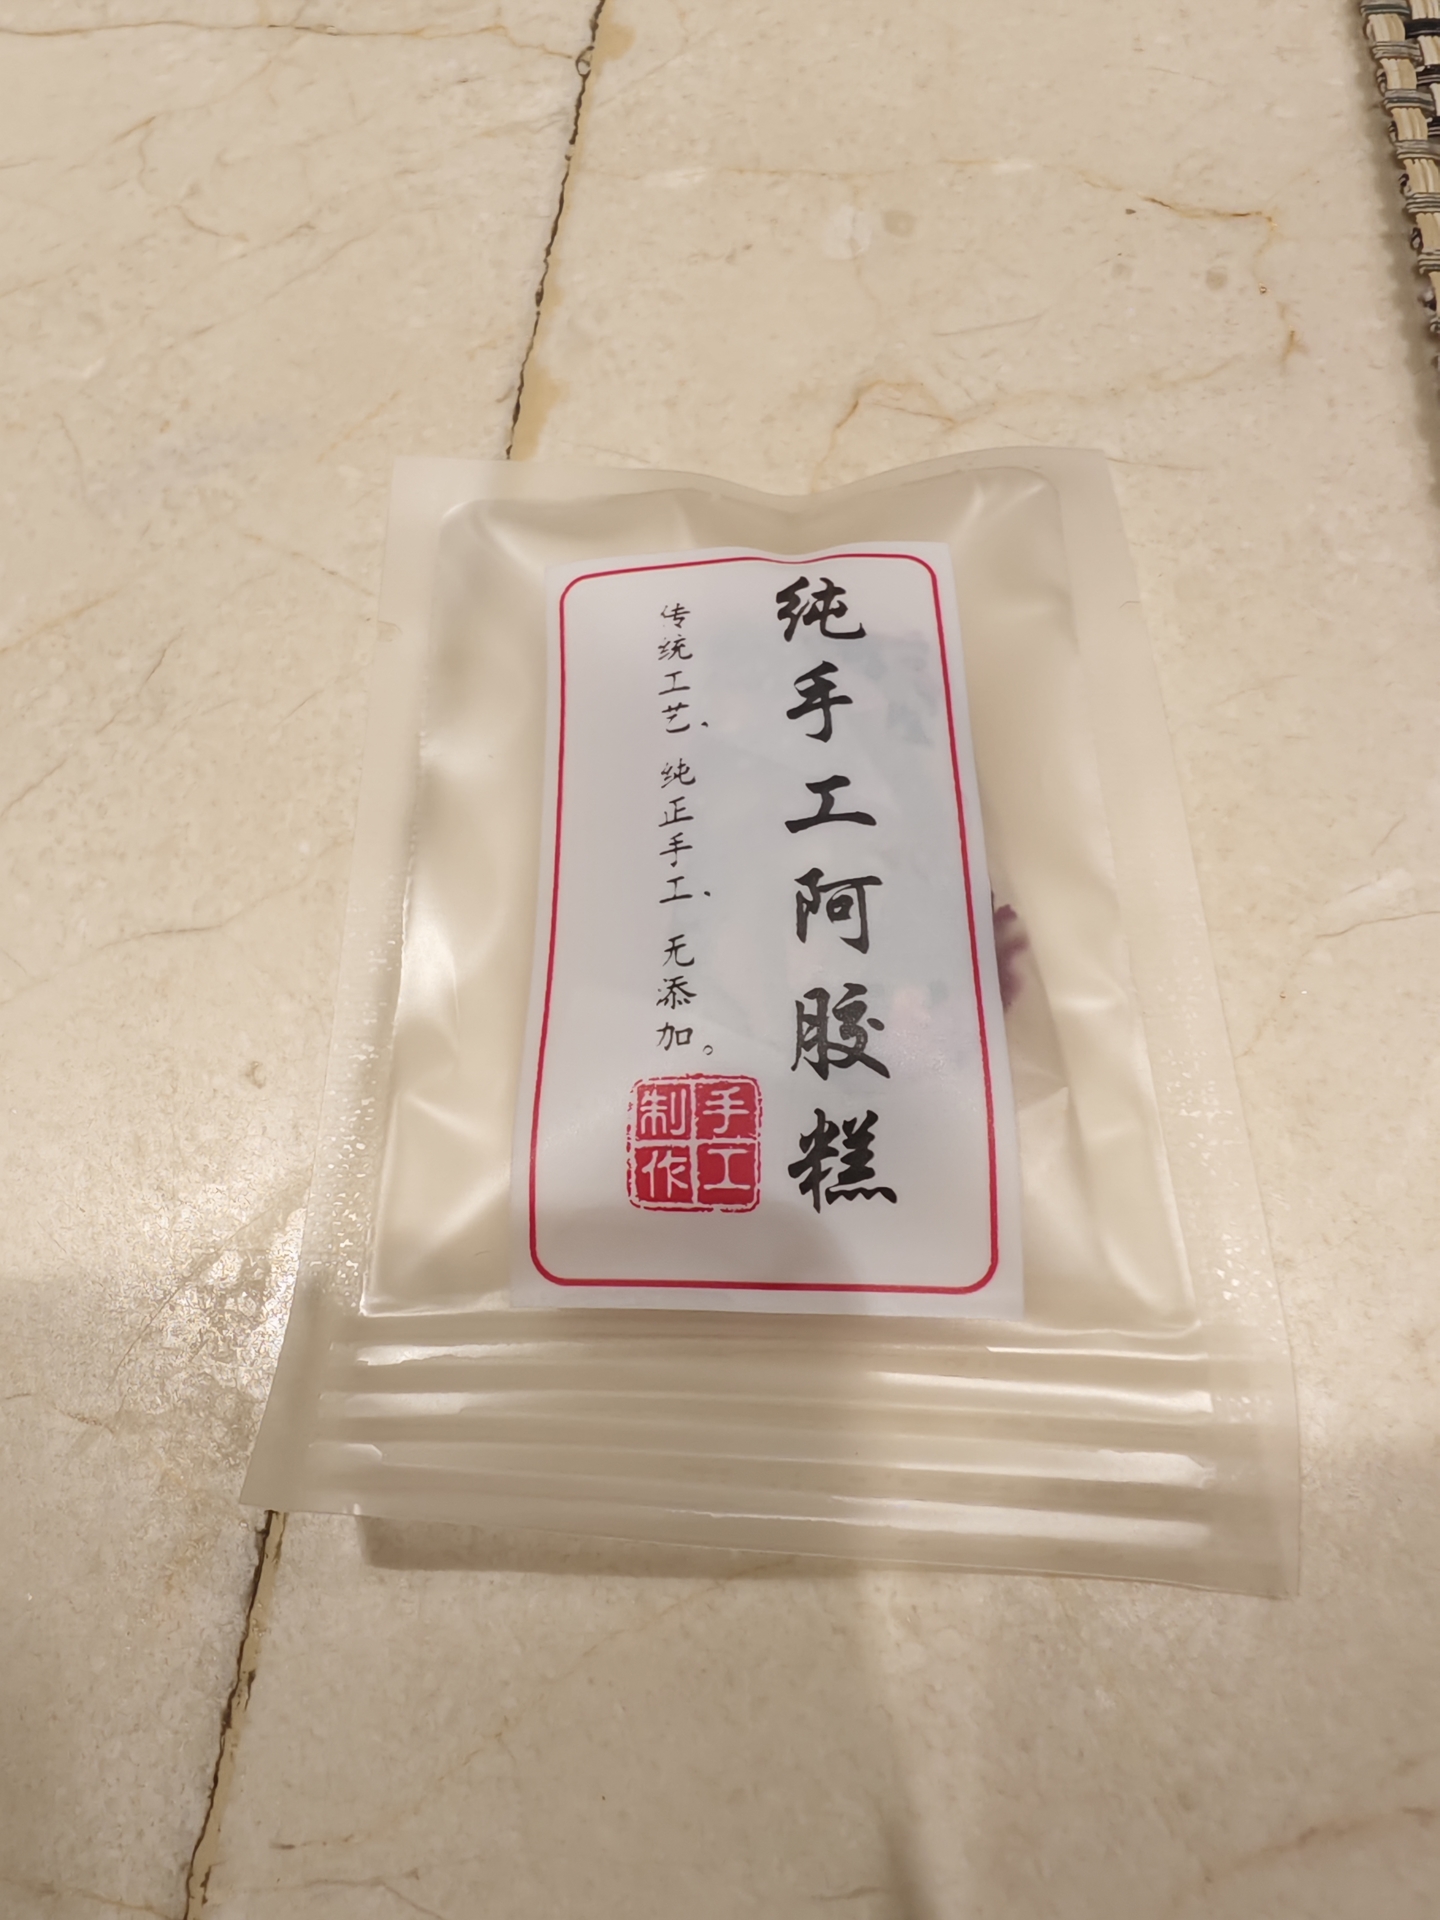 纯手工阿胶糕
传统工艺、纯正手工、无添加。
手工
制作